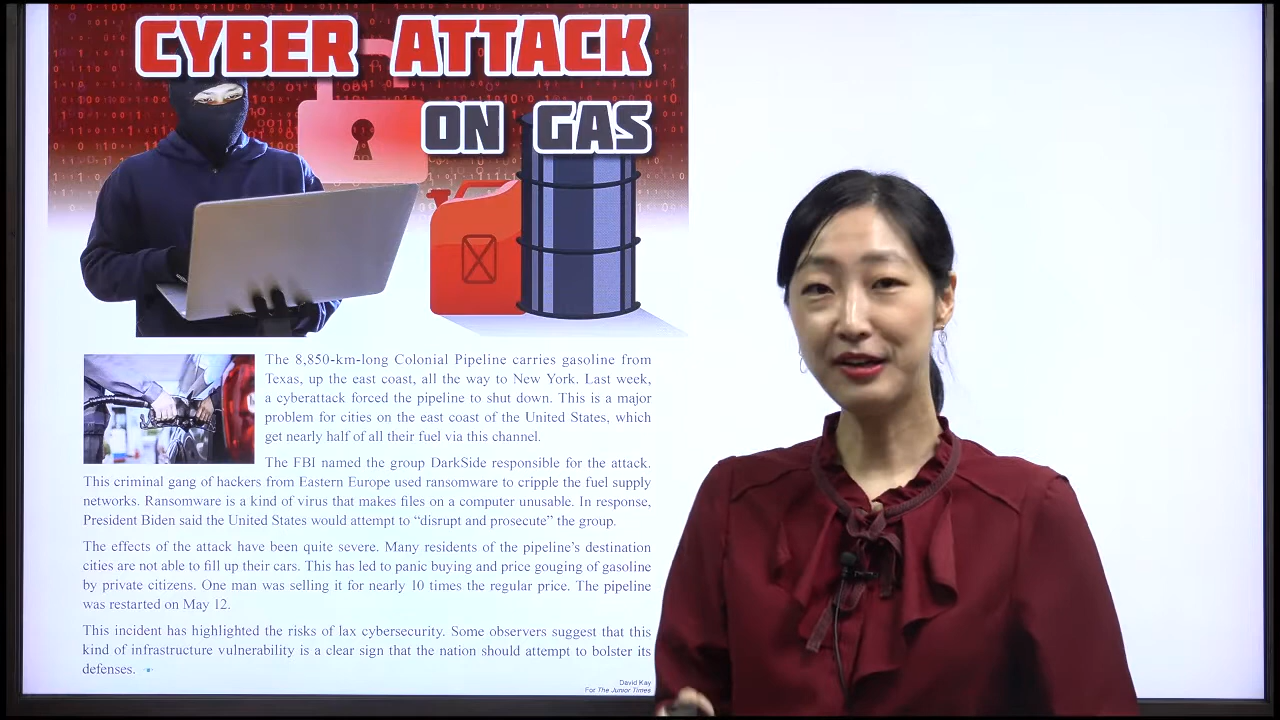 CYBER ATTACK
ON GAS
The 8,850-km-long Colonial Pipeline carries gasoline from
Texas, up the east coast, all the way to New York. Last week,
a cyberattack forced the pipeline to shut down. This is a major
problem for cities on the east coast of the United States, which
get nearly half of all their fuel via this channel.
The FBI named the group DarkSide responsible for the attack.
This criminal gang of hackers from Eastern Europe used ransomware to cripple the fuel supply
networks. Ransomware is a kind of virus that makes files on a computer unusable. In response,
President Biden said the United States would attempt to “disrupt and prosecute” the group.
The effects of the attack have been quite severe. Many residents of the pipeline’s destination
cities are not able to fill up their cars. This has led to panic buying and price gouging of gasoline
by private citizens. One man was selling it for nearly 10 times the regular price. The pipeline
was restarted on May 12.
This incident has highlighted the risks of lax cybersecurity. Some observers suggest that this
kind of infrastructure vulnerability is a clear sign that the nation should attempt to bolster its
defenses.
David Kay
For The Junior Times